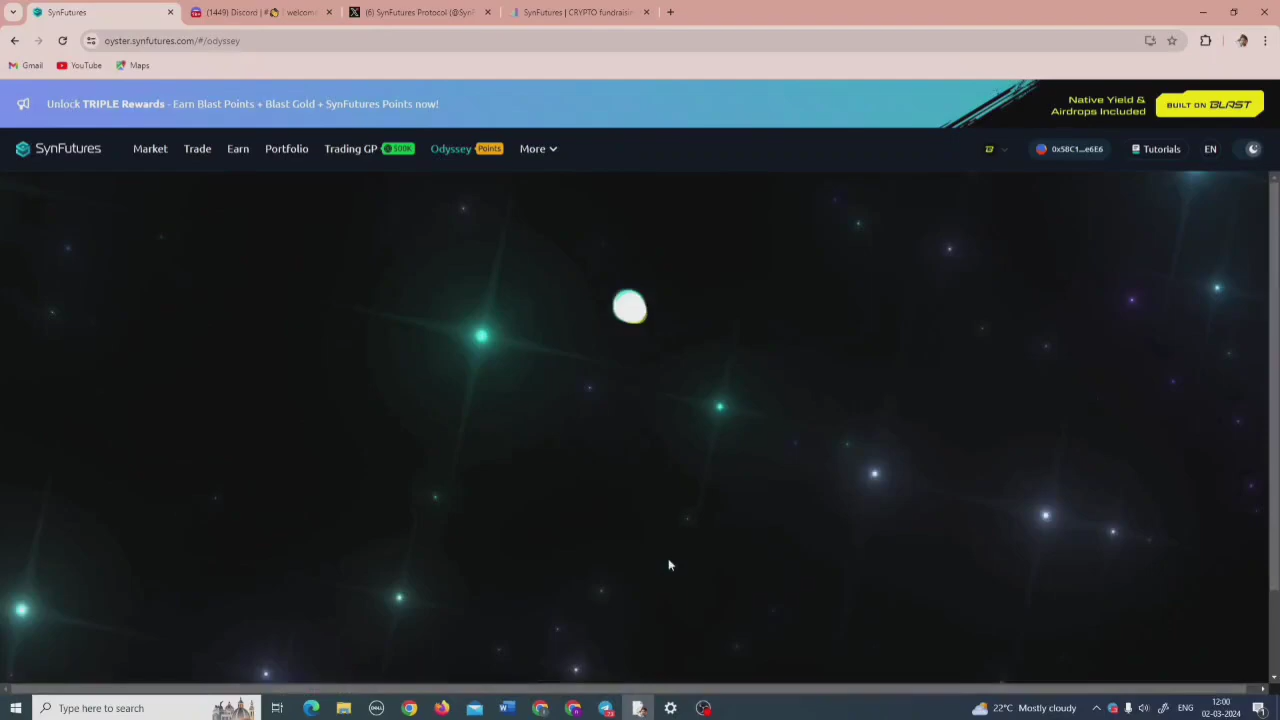 SynFutures
(1449) Discord | #👋 welcom
(6) SynFutures Protocol (@SynF
SynFutures | CRYPTO fundraisin
oyster.synfutures.com/#/odyssey
Gmail YouTube Maps
Unlock TRIPLE Rewards - Earn Blast Points + Blast Gold + SynFutures Points now!
Native Yield &
Airdrops Included
BUILT ON BLAST
SynFutures Market Trade Earn Portfolio Trading GP 500K Odyssey Points More 0x58C1...e6E6 Tutorials EN
Type here to search
22°C Mostly cloudy ENG
12:00
02-03-2024